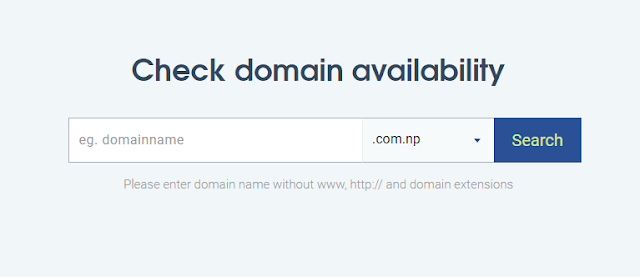 Check domain availability
eg. domainname .com.np Search
Please enter domain name without www, http:// and domain extensions